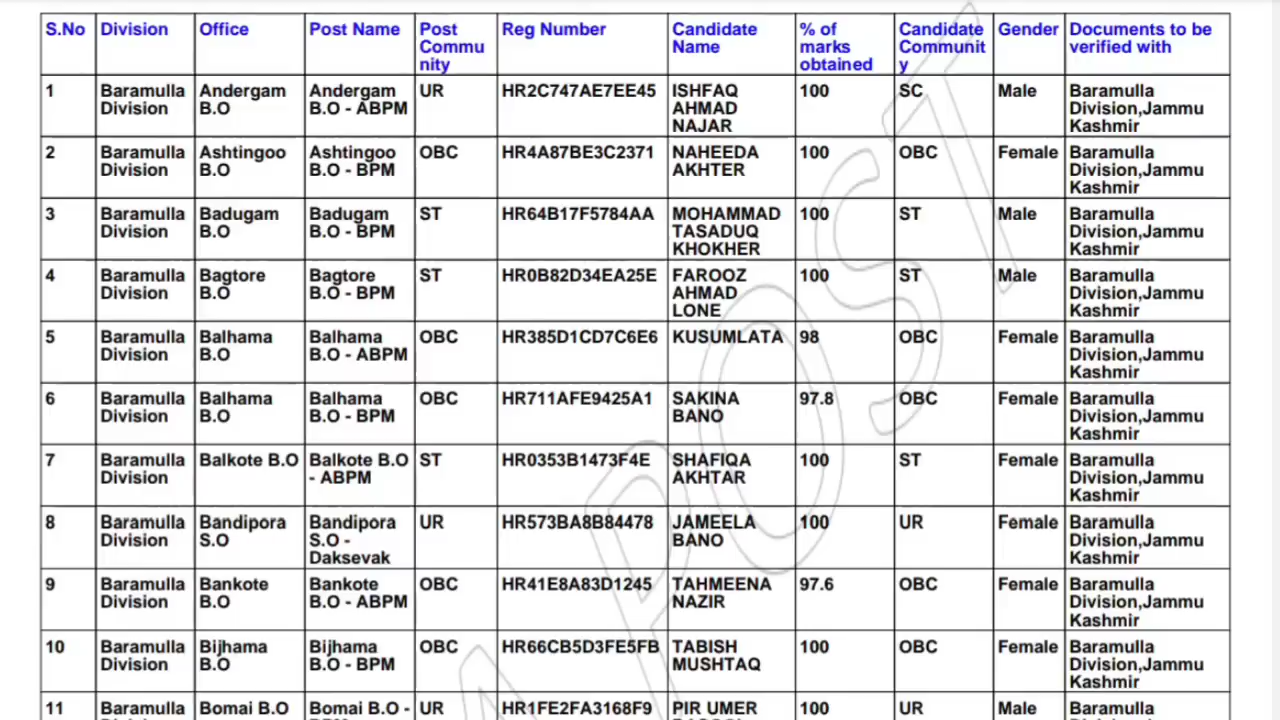 S.No Division Office Post Name Post Commu nity Reg Number Candidate Name % of marks obtained Candidate Communit y Gender Documents to be verified with
1 Baramulla Division Andergam B.O Andergam B.O - ABPM UR HR2C747AE7EE45 ISHFAQ AHMAD NAJAR 100 SC Male Baramulla Division,Jammu Kashmir
2 Baramulla Division Ashtingoo B.O Ashtingoo B.O - BPM OBC HR4A87BE3C2371 NAHEEDA AKHTER 100 OBC Female Baramulla Division,Jammu Kashmir
3 Baramulla Division Badugam B.O Badugam B.O - BPM ST HR64B17F5784AA MOHAMMAD TASADUQ KHOKHER 100 ST Male Baramulla Division,Jammu Kashmir
4 Baramulla Division Bagtore B.O Bagtore B.O - BPM ST HR0B82D34EA25E FAROOZ AHMAD LONE 100 ST Male Baramulla Division,Jammu Kashmir
5 Baramulla Division Balhama B.O Balhama B.O - ABPM OBC HR385D1CD7C6E6 KUSUMLATA 98 OBC Female Baramulla Division,Jammu Kashmir
6 Baramulla Division Balhama B.O Balhama B.O - BPM OBC HR711AFE9425A1 SAKINA BANO 97.8 OBC Female Baramulla Division,Jammu Kashmir
7 Baramulla Division Balkote B.O Balkote B.O - ABPM ST HR0353B1473F4E SHAFIQA AKHTAR 100 ST Female Baramulla Division,Jammu Kashmir
8 Baramulla Division Bandipora S.O Bandipora S.O - Daksevak UR HR573BA8B84478 JAMEELA BANO 100 UR Female Baramulla Division,Jammu Kashmir
9 Baramulla Division Bankote B.O Bankote B.O - ABPM OBC HR41E8A83D1245 TAHMEENA NAZIR 97.6 OBC Female Baramulla Division,Jammu Kashmir
10 Baramulla Division Bijhama B.O Bijhama B.O - BPM OBC HR66CB5D3FE5FB TABISH MUSHTAQ 100 OBC Female Baramulla Division,Jammu Kashmir
11 Baramulla Bomai B.O Bomai B.O - UR HR1FE2FA3168F9 PIR UMER 100 UR Male Baramulla
POST